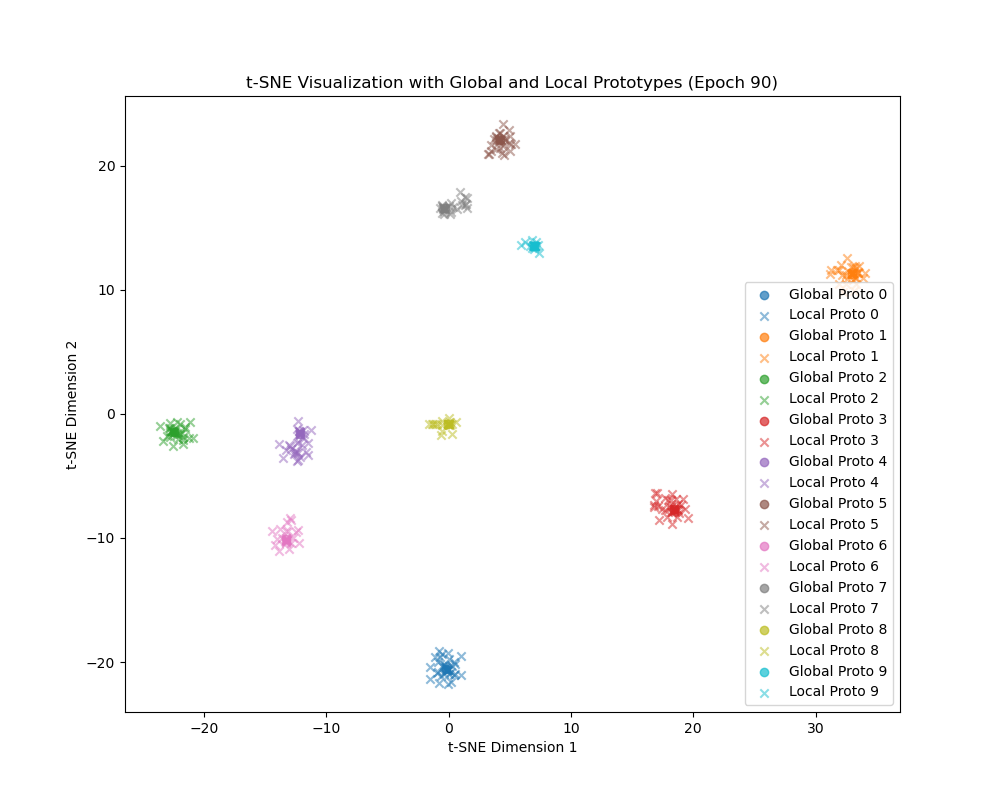 t-SNE Visualization with Global and Local Prototypes (Epoch 90)
t-SNE Dimension 2
20
10
0
−10
−20
−20
−10
0
10
20
30
t-SNE Dimension 1
Global Proto 0
Local Proto 0
Global Proto 1
Local Proto 1
Global Proto 2
Local Proto 2
Global Proto 3
Local Proto 3
Global Proto 4
Local Proto 4
Global Proto 5
Local Proto 5
Global Proto 6
Local Proto 6
Global Proto 7
Local Proto 7
Global Proto 8
Local Proto 8
Global Proto 9
Local Proto 9